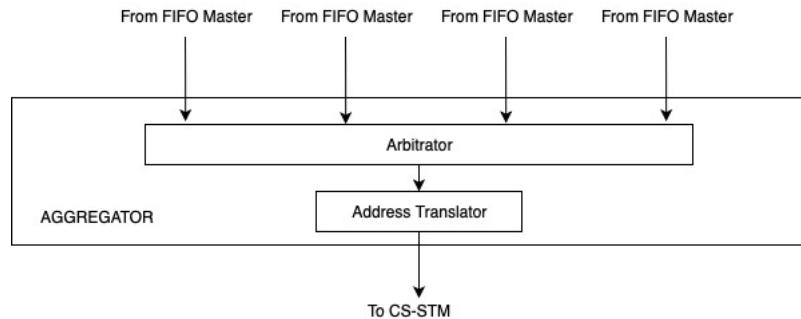 From FIFO Master From FIFO Master From FIFO Master From FIFO Master
Arbitrator
Address Translator
AGGREGATOR
To CS-STM